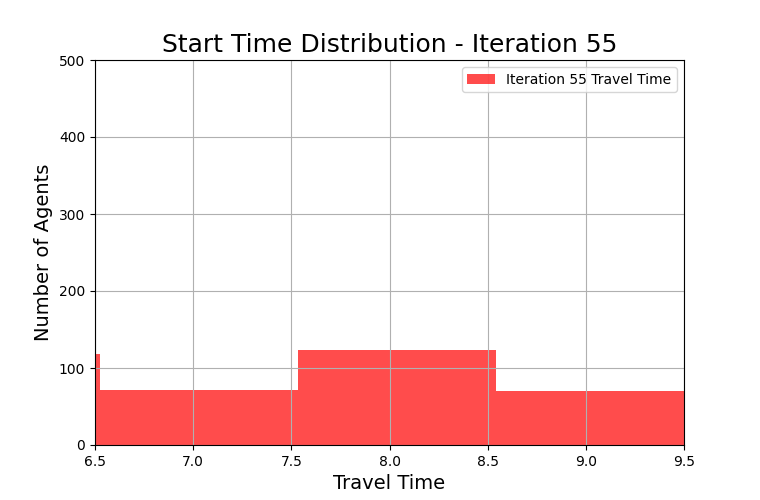 Start Time Distribution - Iteration 55
Iteration 55 Travel Time
Number of Agents
500
400
300
200
100
0
6.5 7.0 7.5 8.0 8.5 9.0 9.5
Travel Time